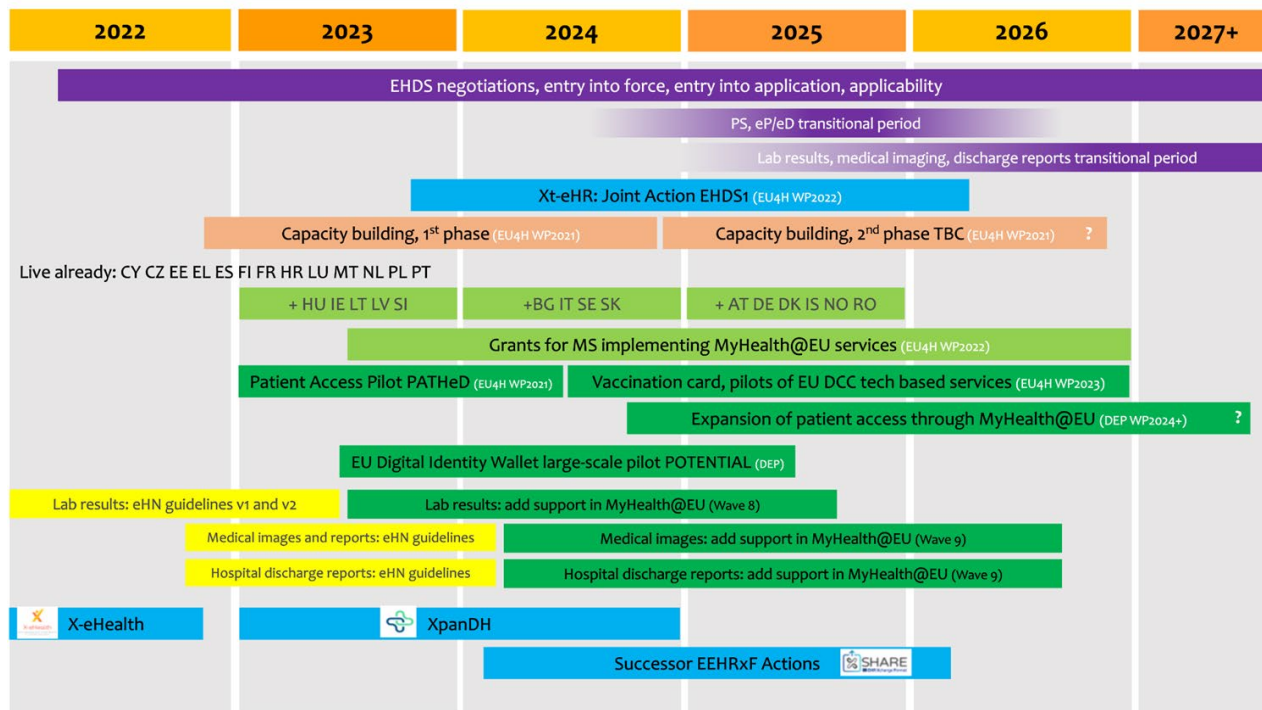 2022 2023 2024 2025 2026 2027+
EHDS negotiations, entry into force, entry into application, applicability
PS, eP/eD transitional period
Lab results, medical imaging, discharge reports transitional period
Xt-eHR: Joint Action EHDS1 (EU4H WP2022)
Capacity building, 1st phase (EU4H WP2021) Capacity building, 2nd phase TBC (EU4H WP2021) ?
Live already: CY CZ EE EL ES FI FR HR LU MT NL PL PT
+ HU IE LT LV SI +BG IT SE SK + AT DE DK IS NO RO
Grants for MS implementing MyHealth@EU services (EU4H WP2022)
Patient Access Pilot PATHeD (EU4H WP2021) Vaccination card, pilots of EU DCC tech based services (EU4H WP2023)
Expansion of patient access through MyHealth@EU (DEP WP2024+) ?
EU Digital Identity Wallet large-scale pilot POTENTIAL (DEP)
Lab results: eHN guidelines v1 and v2 Lab results: add support in MyHealth@EU (Wave 8)
Medical images and reports: eHN guidelines Medical images: add support in MyHealth@EU (Wave 9)
Hospital discharge reports: eHN guidelines Hospital discharge reports: add support in MyHealth@EU (Wave 9)
X-eHealth X-eHealth XpanDH
Successor EEHRxF Actions SHARE